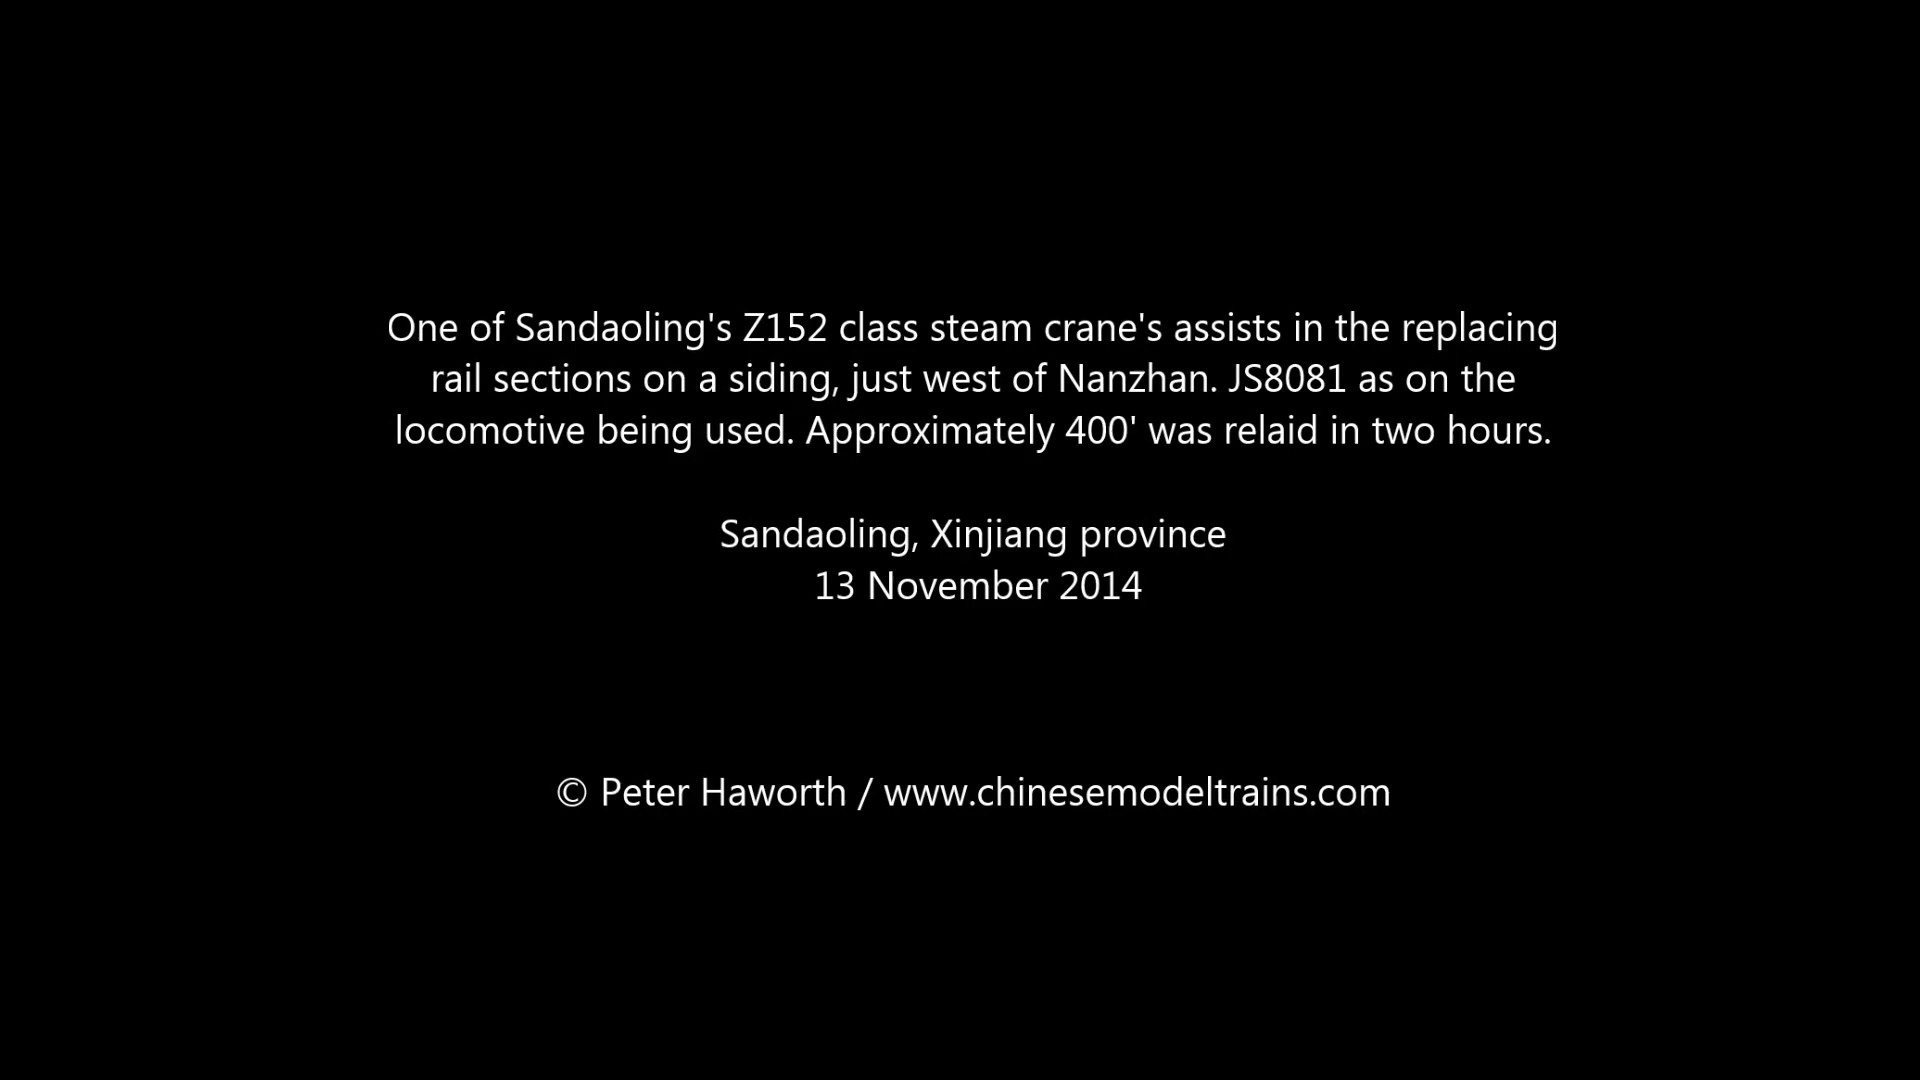 One of Sandaoling's Z152 class steam crane's assists in the replacing
rail sections on a siding, just west of Nanzhan. JS8081 as on the
locomotive being used. Approximately 400' was relaid in two hours.
Sandaoling, Xinjiang province
13 November 2014
© Peter Haworth / www.chinesemodeltrains.com